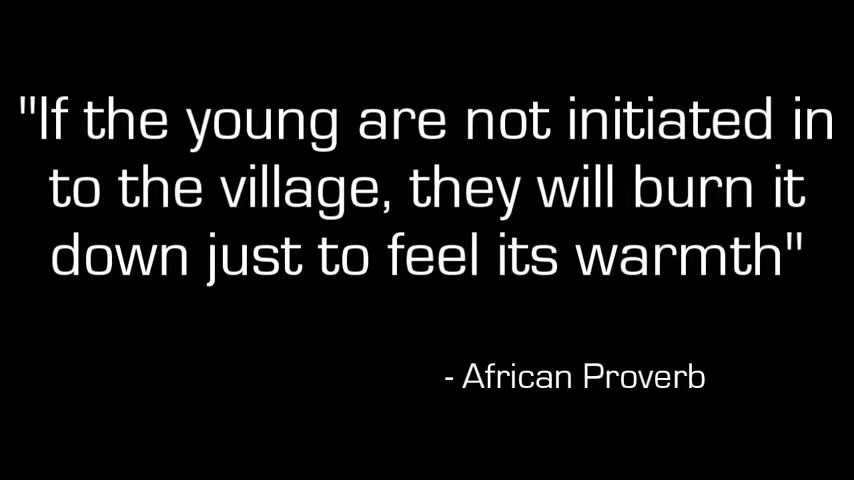 "If the young are not initiated in
to the village, they will burn it
down just to feel its warmth"
- African Proverb